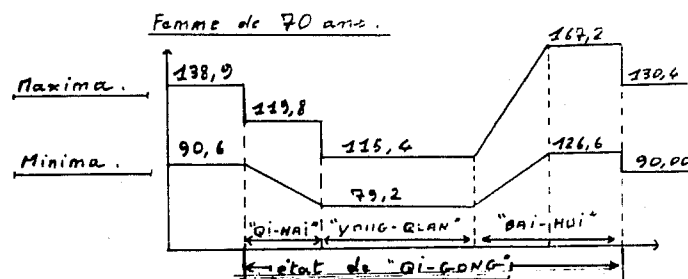 Femme de 70 ans.
167,2
138,9
130,4
Maxima.
119,8
126,6
90,6
115,4
Minima.
90,00
79,2
"Qi-HAi" "YONG-QUAN" "BAi-HUi"
état de "Qi-GONG"